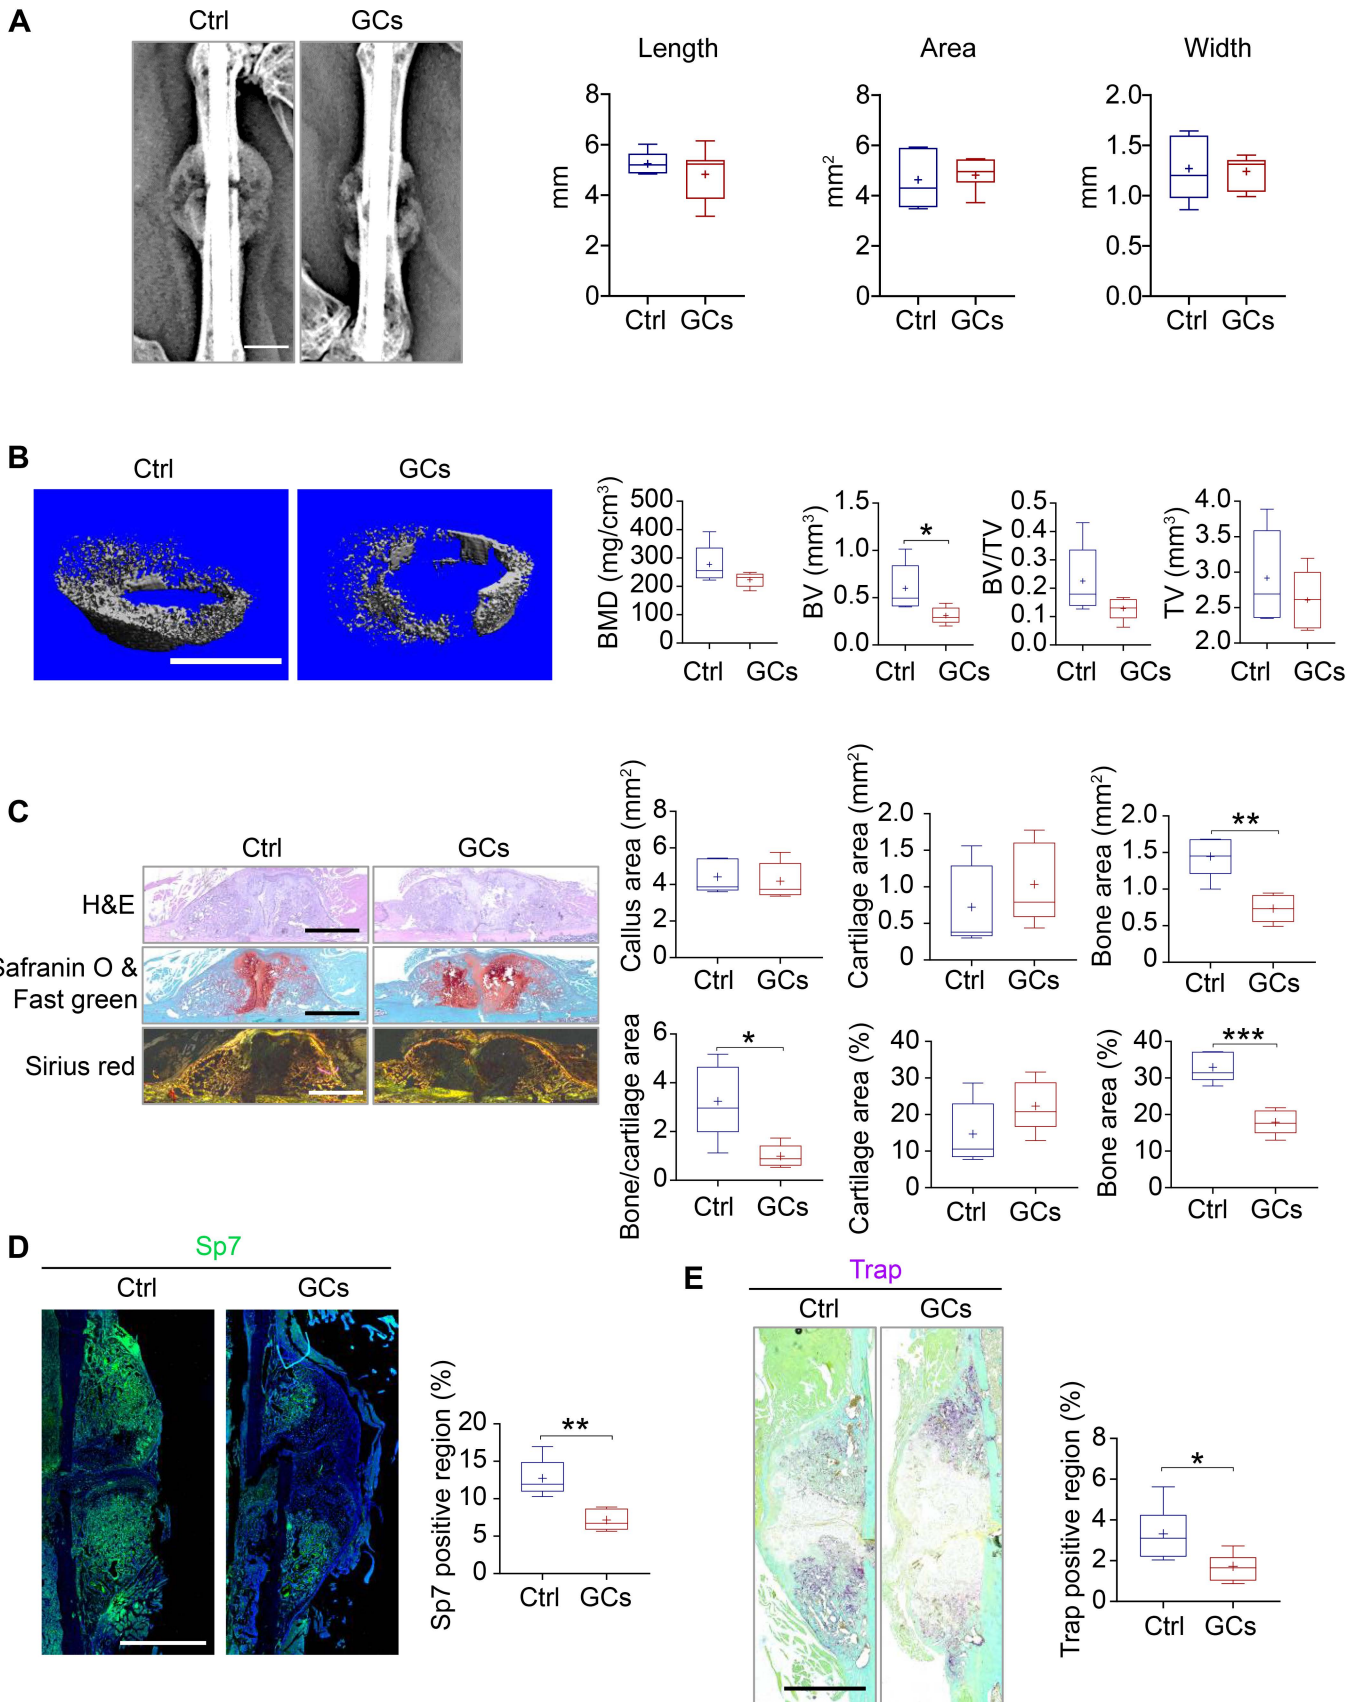 A
Ctrl
GCs
Length
Area
Width
mm
8
6
4
2
0
Ctrl GCs
mm2
8
6
4
2
0
Ctrl GCs
mm
2.0
1.5
1.0
0.5
0.0
Ctrl GCs
B
Ctrl
GCs
BMD (mg/cm3)
500
400
300
200
100
0
Ctrl GCs
BV (mm3)
1.5
1.0
0.5
0.0
*
Ctrl GCs
BV/TV
0.5
0.4
0.3
0.2
0.1
0.0
Ctrl GCs
TV (mm3)
4.0
3.5
3.0
2.5
2.0
Ctrl GCs
C
Ctrl
GCs
H&E
Safranin O &
Fast green
Sirius red
Callus area (mm2)
8
6
4
2
0
Ctrl GCs
Cartilage area (mm2)
2.0
1.5
1.0
0.5
0
Ctrl GCs
Bone area (mm2)
2.0
1.5
1.0
0.5
0
**
Ctrl GCs
Bone/cartilage area
6
4
2
0
*
Ctrl GCs
Cartilage area (%)
40
30
20
10
0
Ctrl GCs
Bone area (%)
40
30
20
10
0
***
Ctrl GCs
D
Sp7
Ctrl
GCs
Sp7 positive region (%)
20
15
10
5
0
**
Ctrl GCs
E
Trap
Ctrl
GCs
Trap positive region (%)
8
6
4
2
0
*
Ctrl GCs